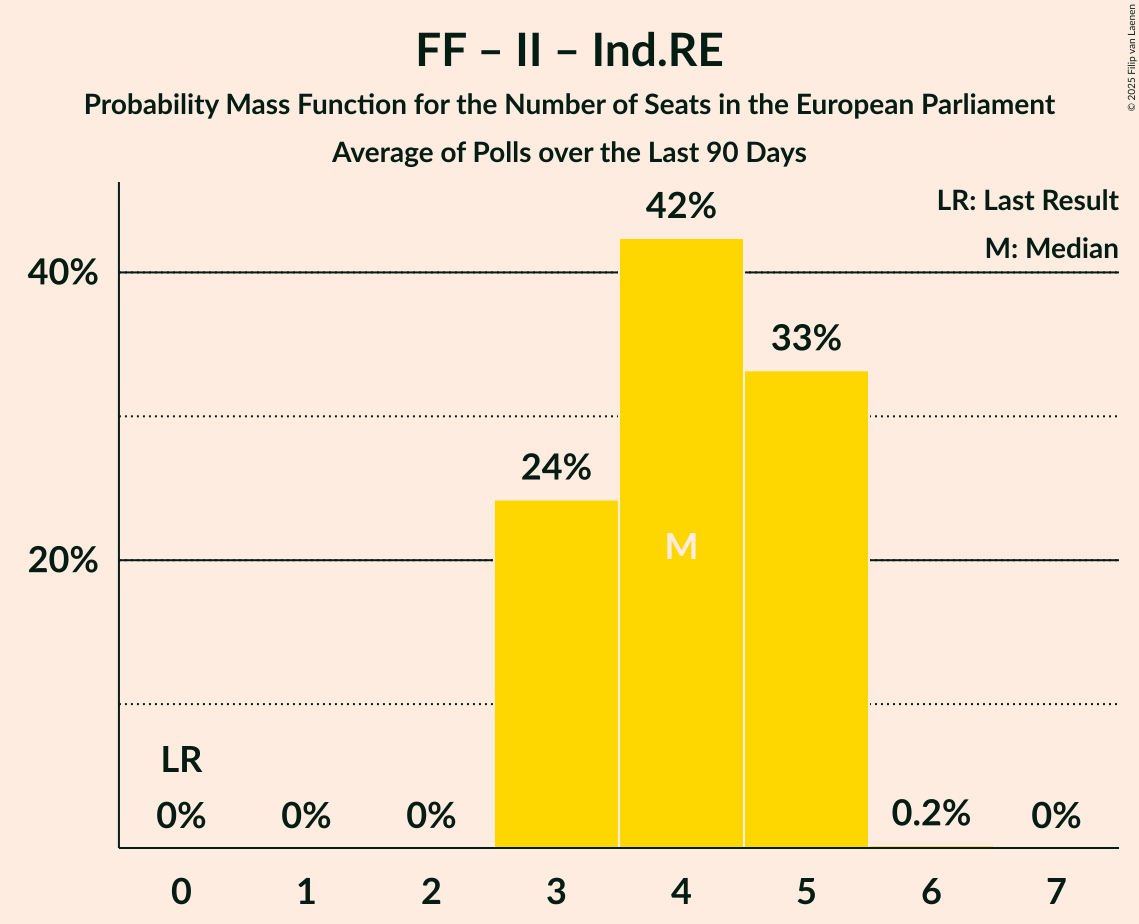 FF – II – Ind.RE
Probability Mass Function for the Number of Seats in the European Parliament
Average of Polls over the Last 90 Days
© 2025 Filip van Laenen
LR: Last Result
M: Median
42%
40%
33%
24%
M
20%
LR
0%
0%
0%
0.2%
0%
0
1
2
3
4
5
6
7